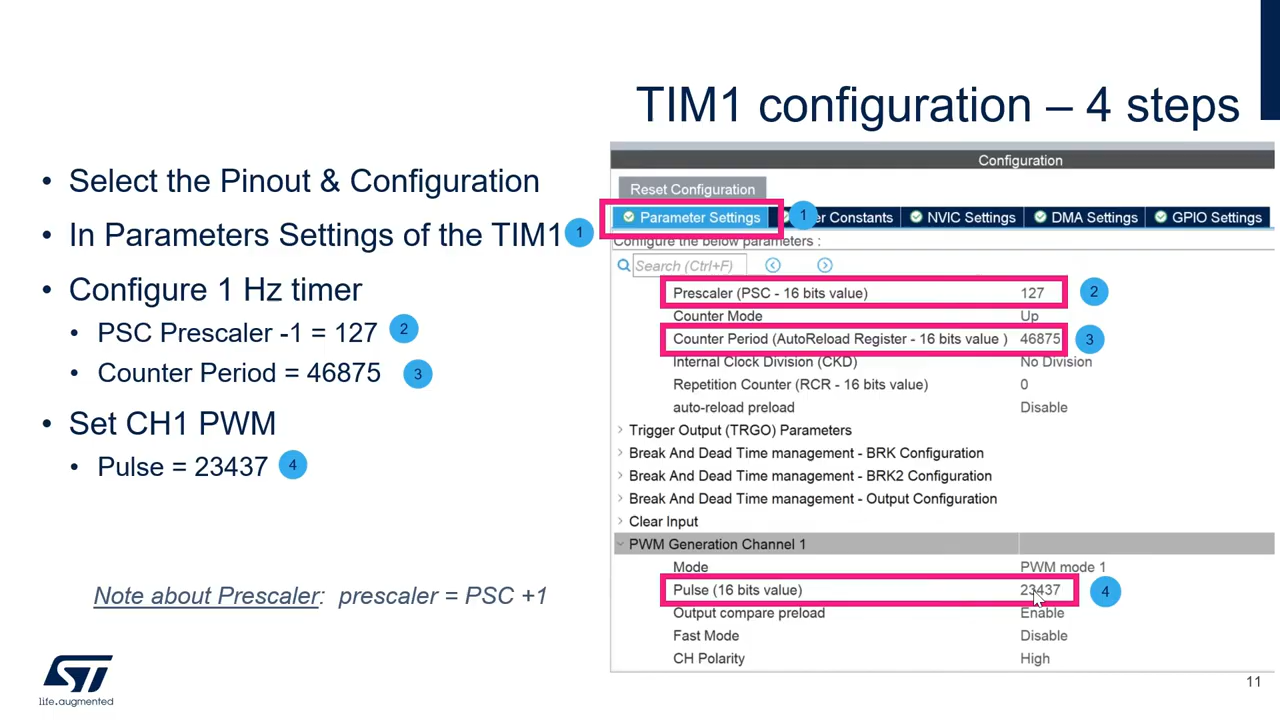 TIM1 configuration – 4 steps
• Select the Pinout & Configuration
• In Parameters Settings of the TIM1 1
• Configure 1 Hz timer
• PSC Prescaler -1 = 127 2
• Counter Period = 46875 3
• Set CH1 PWM
• Pulse = 23437 4
Note about Prescaler: prescaler = PSC +1
ST
life.augmented
Configuration
Reset Configuration
Parameter Settings 1 Constants NVIC Settings DMA Settings GPIO Settings
Configure the below parameters :
Search (Ctrl+F)
Prescaler (PSC - 16 bits value) 127 2
Counter Mode Up
Counter Period (AutoReload Register - 16 bits value ) 46875 3
Internal Clock Division (CKD) No Division
Repetition Counter (RCR - 16 bits value) 0
auto-reload preload Disable
Trigger Output (TRGO) Parameters
Break And Dead Time management - BRK Configuration
Break And Dead Time management - BRK2 Configuration
Break And Dead Time management - Output Configuration
Clear Input
PWM Generation Channel 1
Mode PWM mode 1
Pulse (16 bits value) 23437 4
Output compare preload Enable
Fast Mode Disable
CH Polarity High
11